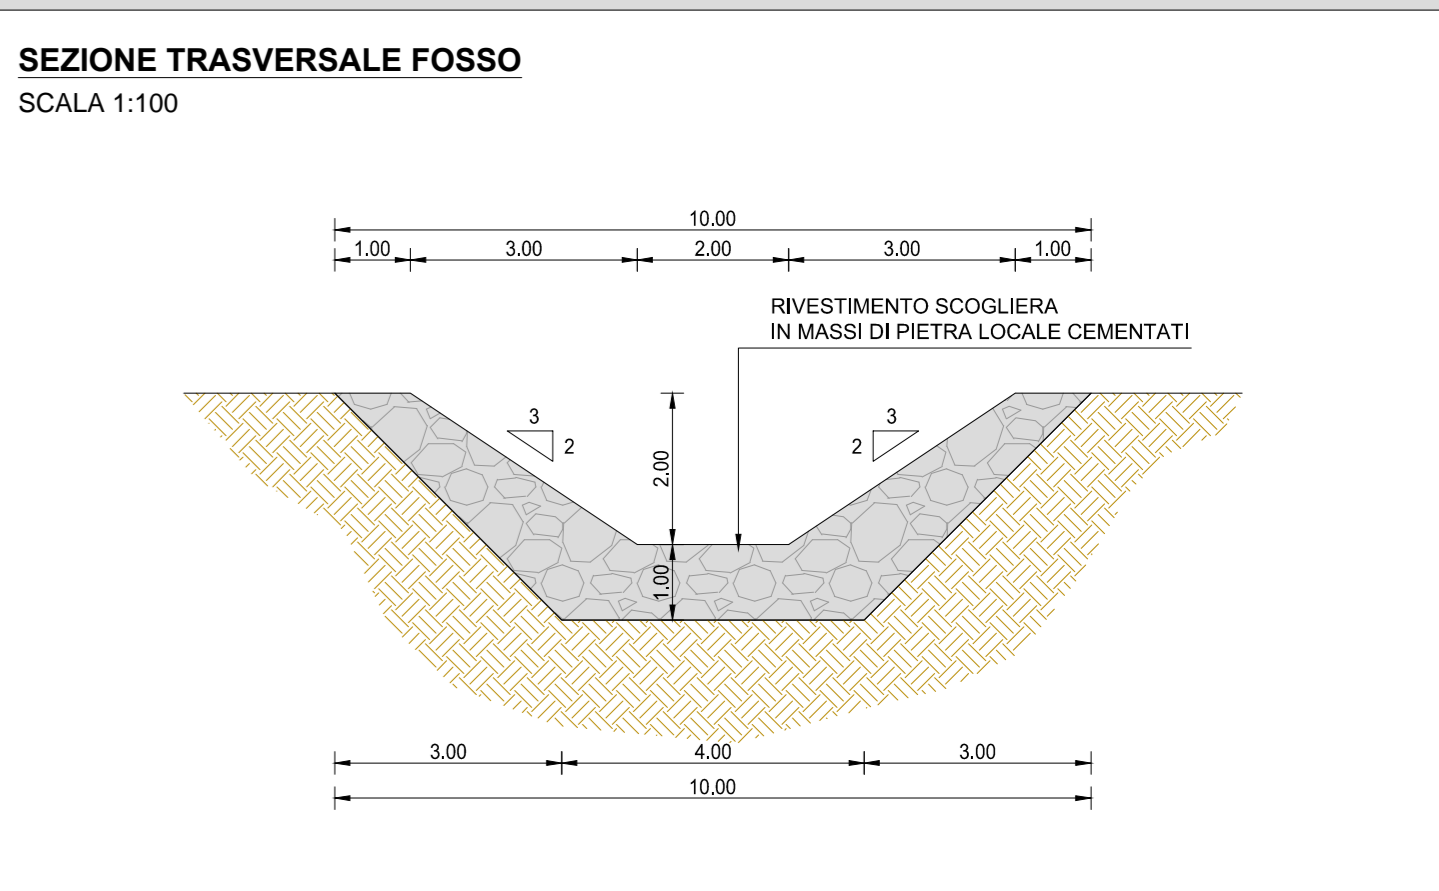 SEZIONE TRASVERSALE FOSSO
SCALA 1:100
10.00
1.00 3.00 2.00 3.00 1.00
RIVESTIMENTO SCOGLIERA
IN MASSI DI PIETRA LOCALE CEMENTATI
3 3
2 2
2.00
1.00
3.00 4.00 3.00
10.00